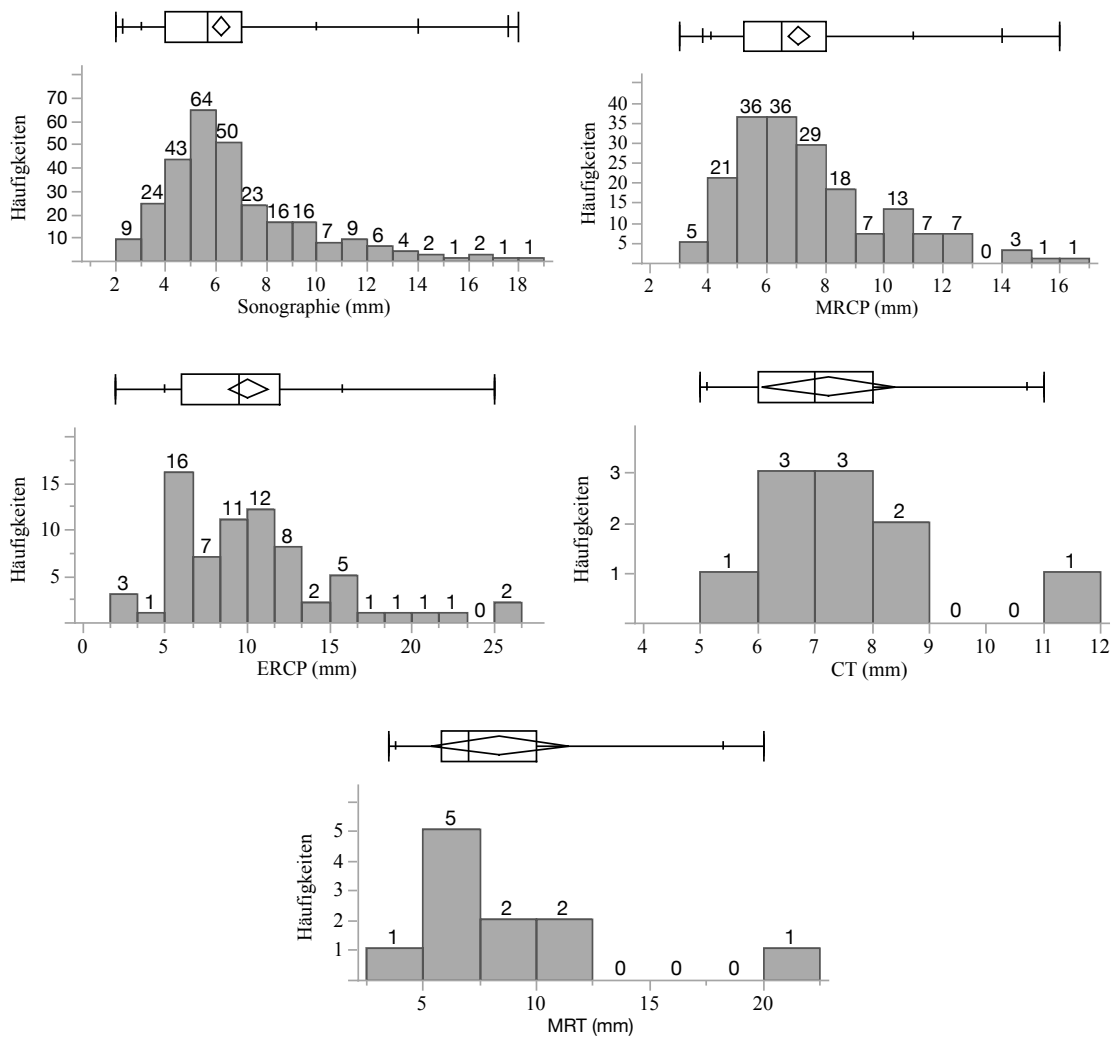 Häufigkeiten
70
60
50
40
30
20
10
9 24 43 64 50 23 16 16 7 9 6 4 2 1 2 1 1
2 4 6 8 10 12 14 16 18
Sonographie (mm)
Häufigkeiten
40
35
30
25
20
15
10
5
5 21 36 36 29 18 7 13 7 7 0 3 1 1
2 4 6 8 10 12 14 16
MRCP (mm)
Häufigkeiten
15
10
5
3 1 16 7 11 12 8 2 5 1 1 1 1 0 2
0 5 10 15 20 25
ERCP (mm)
Häufigkeiten
3
2
1
1 3 3 2 0 0 1
4 5 6 7 8 9 10 11 12
CT (mm)
Häufigkeiten
5
4
3
2
1
1 5 2 2 0 0 0 1
5 10 15 20
MRT (mm)